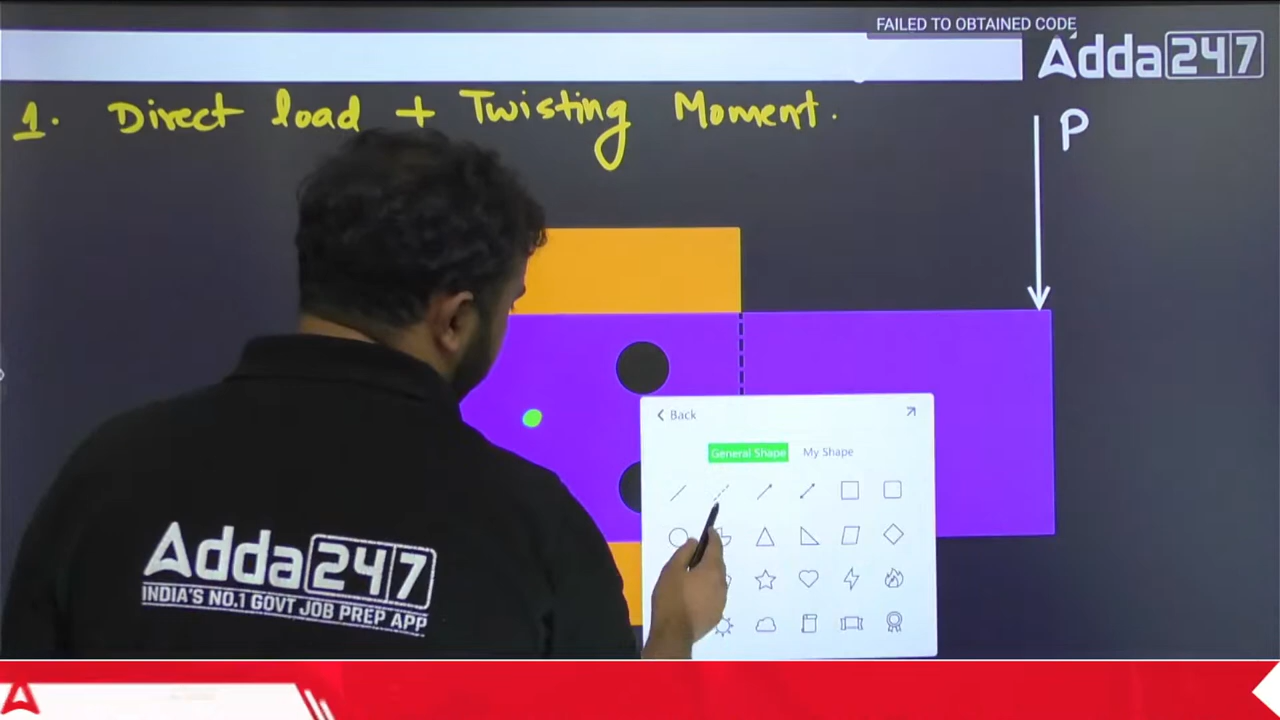 FAILED TO OBTAINED CODE
Adda247
1. Direct load + Twisting Moment.
P
Back
General Shape
My Shape
Adda247
INDIA'S NO.1 GOVT JOB PREP APP